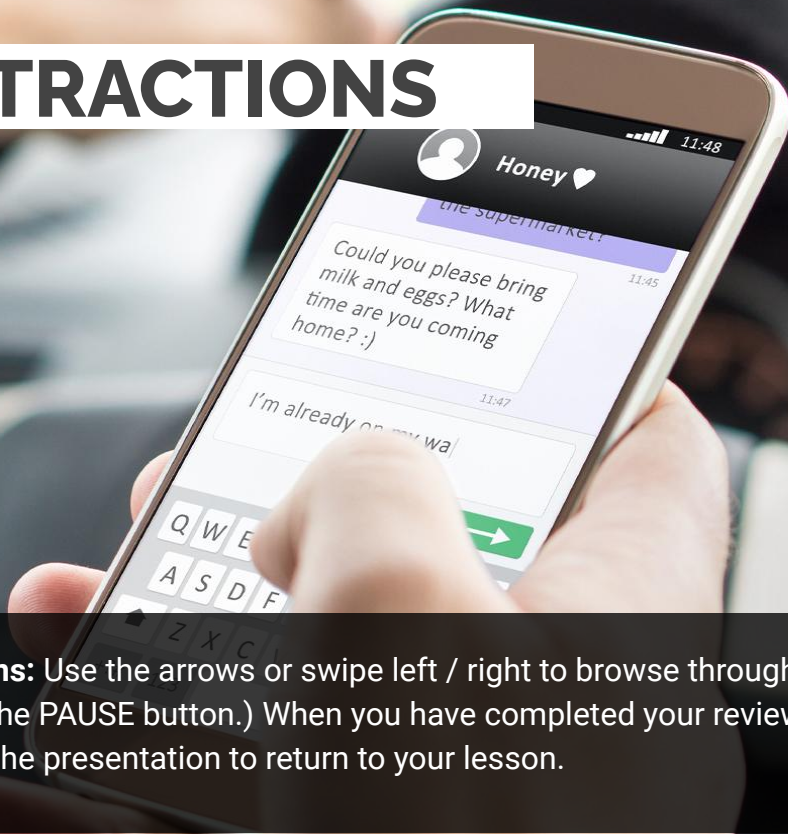 TRACTIONS
11:48
Honey
the supermarket?
11:45
Could you please bring
milk and eggs? What
time are you coming
home? :)
11:47
I'm already on my wa
Q W E
A S D F
Z X C
ns: Use the arrows or swipe left / right to browse through
he PAUSE button.) When you have completed your review
he presentation to return to your lesson.